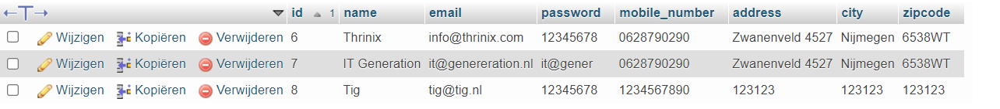 id 1 name email password mobile_number address city zipcode
Wijzigen Kopiëren Verwijderen 6 Thrinix info@thrinix.com 12345678 0628790290 Zwanenveld 4527 Nijmegen 6538WT
Wijzigen Kopiëren Verwijderen 7 IT Generation it@genereration.nl it@gener 0628790290 Zwanenveld 4527 Nijmegen 6538WT
Wijzigen Kopiëren Verwijderen 8 Tig tig@tig.nl 12345678 1234567890 123123 123123 123123